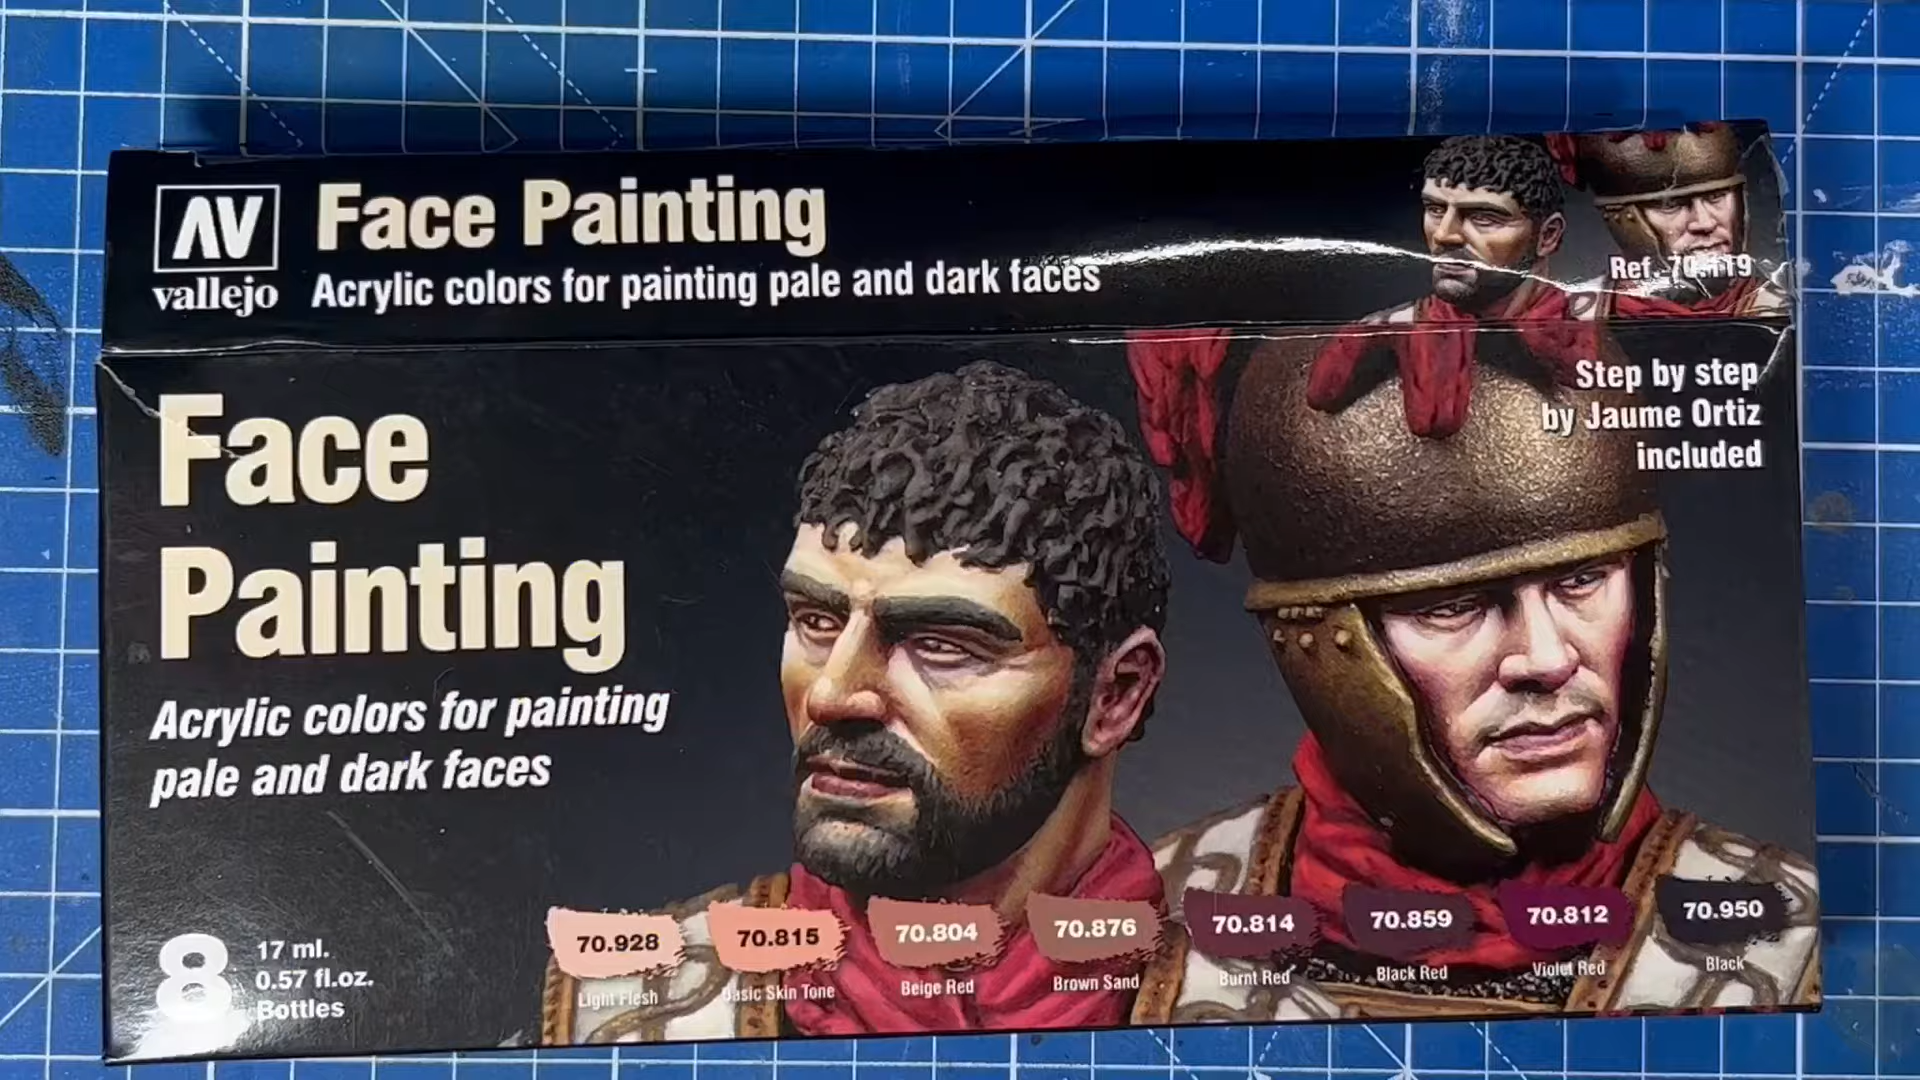 AV
vallejo
Face Painting
Acrylic colors for painting pale and dark faces
Ref. 70.119
Step by step
by Jaume Ortiz
included
Face
Painting
Acrylic colors for painting
pale and dark faces
8
17 ml.
0.57 fl.oz.
Bottles
70.928
Light Flesh
70.815
Basic Skin Tone
70.804
Beige Red
70.876
Brown Sand
70.814
Burnt Red
70.859
Black Red
70.812
Violet Red
70.950
Black